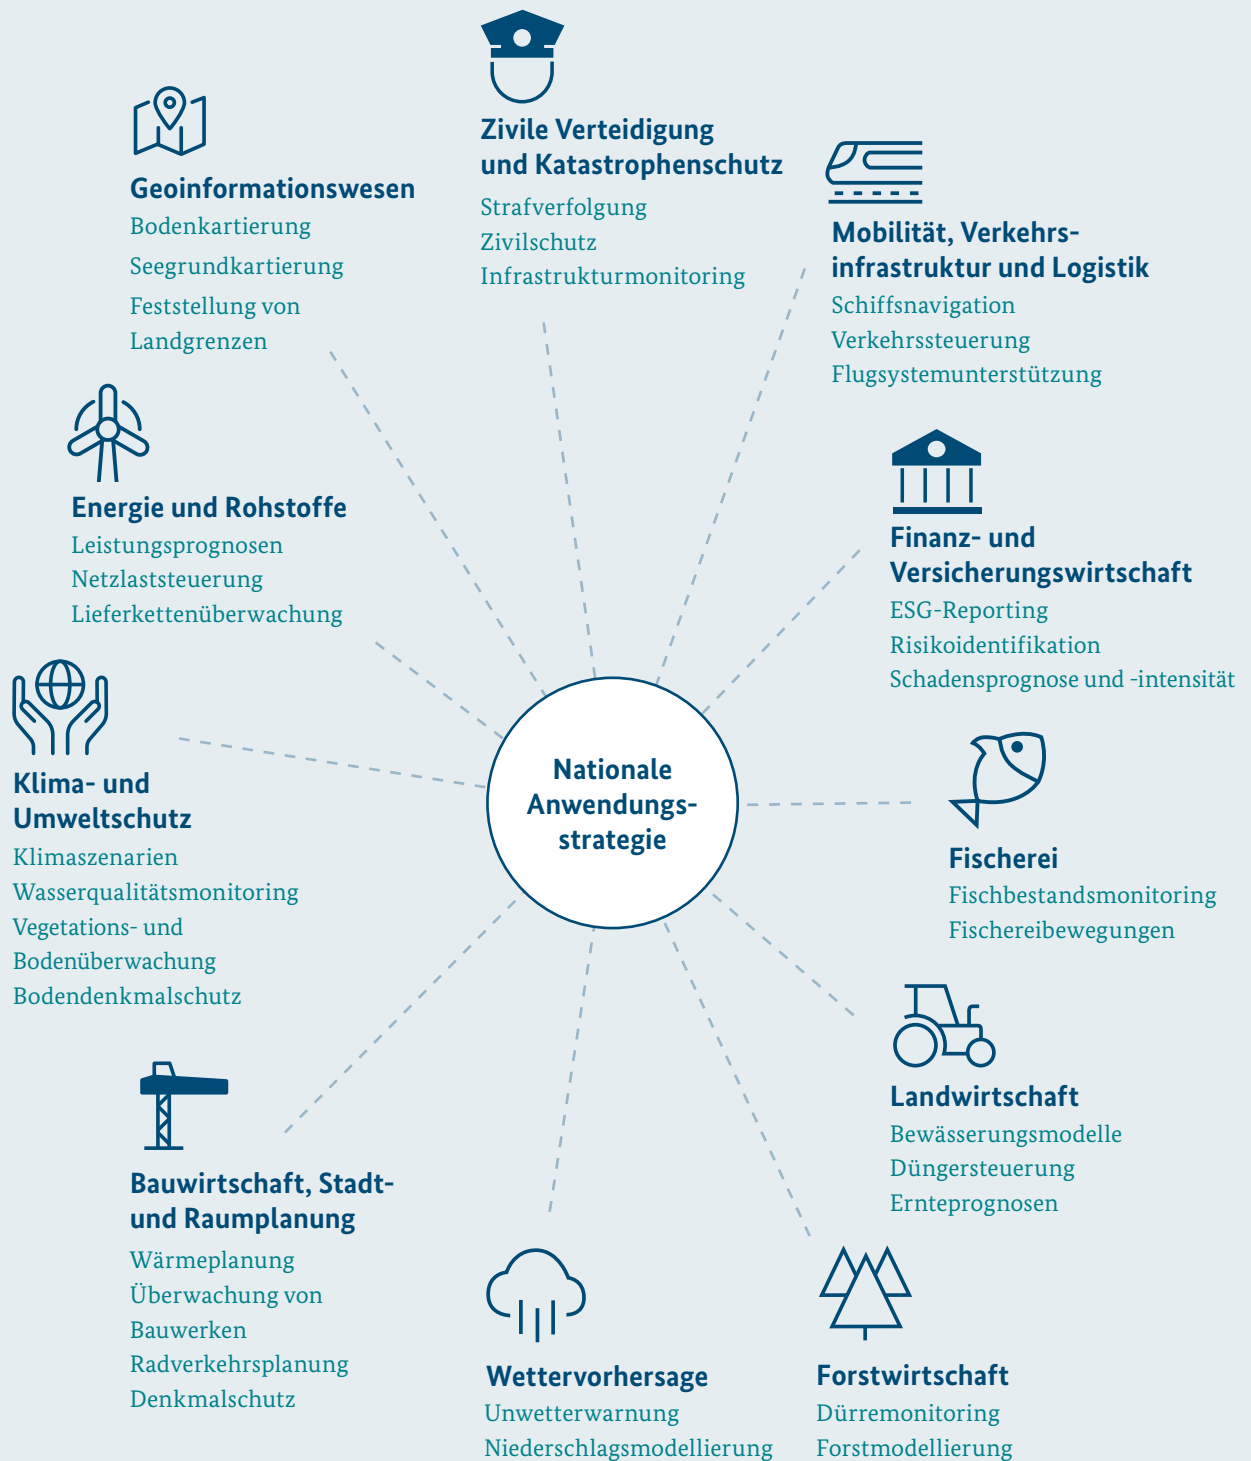 Zivile Verteidigung
und Katastrophenschutz
Strafverfolgung
Zivilschutz
Infrastrukturmonitoring
Geoinformationswesen
Bodenkartierung
Seegrundkartierung
Feststellung von
Landgrenzen
Mobilität, Verkehrs-
infrastruktur und Logistik
Schiffsnavigation
Verkehrssteuerung
Flugsystemunterstützung
Energie und Rohstoffe
Leistungsprognosen
Netzlaststeuerung
Lieferkettenüberwachung
Finanz- und
Versicherungswirtschaft
ESG-Reporting
Risikoidentifikation
Schadensprognose und -intensität
Nationale
Anwendungs-
strategie
Klima- und
Umweltschutz
Klimaszenarien
Wasserqualitätsmonitoring
Vegetations- und
Bodenüberwachung
Bodendenkmalschutz
Fischerei
Fischbestandsmonitoring
Fischereibewegungen
Landwirtschaft
Bewässerungsmodelle
Düngersteuerung
Ernteprognosen
Bauwirtschaft, Stadt-
und Raumplanung
Wärmeplanung
Überwachung von
Bauwerken
Radverkehrsplanung
Denkmalschutz
Wettervorhersage
Unwetterwarnung
Niederschlagsmodellierung
Forstwirtschaft
Dürremonitoring
Forstmodellierung